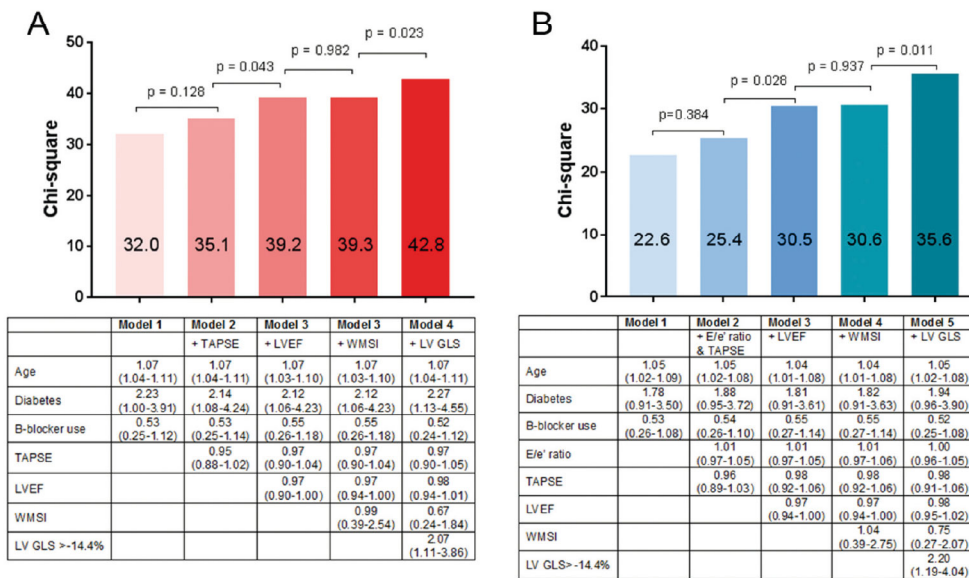 A
Chi-square
50
40
30
20
10
0
p = 0.128
p = 0.043
p = 0.982
p = 0.023
32.0 35.1 39.2 39.3 42.8
Model 1 Model 2 Model 3 Model 3 Model 4
+ TAPSE + LVEF + WMSI + LV GLS
Age 1.07 1.07 1.07 1.07 1.07
(1.04-1.11) (1.04-1.11) (1.03-1.10) (1.03-1.10) (1.04-1.11)
Diabetes 2.23 2.14 2.12 2.12 2.27
(1.00-3.91) (1.08-4.24) (1.06-4.23) (1.06-4.23) (1.13-4.55)
B-blocker use 0.53 0.53 0.55 0.55 0.52
(0.25-1.12) (0.25-1.14) (0.26-1.18) (0.26-1.18) (0.24-1.12)
TAPSE 0.95 0.97 0.97 0.97
(0.88-1.02) (0.90-1.04) (0.90-1.04) (0.90-1.05)
LVEF 0.97 0.97 0.98
(0.90-1.00) (0.94-1.00) (0.94-1.01)
WMSI 0.99 0.67
(0.39-2.54) (0.24-1.84)
LV GLS >-14.4% 2.07
(1.11-3.86)
B
Chi-square
40
30
20
10
0
p=0.384
p = 0.028
p = 0.937
p = 0.011
22.6 25.4 30.5 30.6 35.6
Model 1 Model 2 Model 3 Model 4 Model 5
+ E/e' ratio + LVEF + WMSI + LV GLS
& TAPSE
Age 1.05 1.05 1.04 1.04 1.05
(1.02-1.09) (1.02-1.08) (1.01-1.08) (1.01-1.08) (1.02-1.08)
Diabetes 1.78 1.88 1.81 1.82 1.94
(0.91-3.50) (0.95-3.72) (0.91-3.61) (0.91-3.63) (0.96-3.90)
B-blocker use 0.53 0.54 0.55 0.55 0.52
(0.26-1.08) (0.26-1.10) (0.27-1.14) (0.27-1.14) (0.25-1.08)
E/e' ratio 1.01 1.01 1.01 1.00
(0.97-1.05) (0.97-1.05) (0.97-1.06) (0.96-1.05)
TAPSE 0.96 0.98 0.98 0.98
(0.89-1.03) (0.92-1.06) (0.92-1.06) (0.91-1.06)
LVEF 0.97 0.97 0.98
(0.94-1.00) (0.94-1.00) (0.95-1.02)
WMSI 1.04 0.75
(0.39-2.75) (0.27-2.07)
LV GLS>-14.4% 2.20
(1.19-4.04)